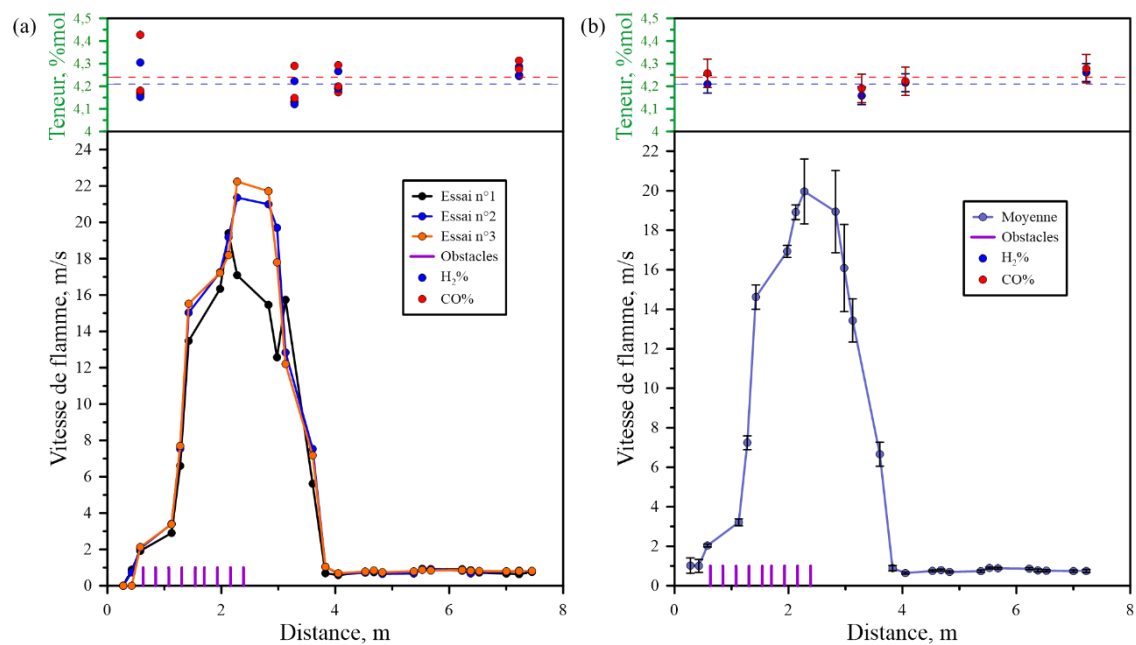 (a)
Teneur, %mol
4,5
4,4
4,3
4,2
4,1
4
Vitesse de flamme, m/s
24
22
20
18
16
14
12
10
8
6
4
2
0
Essai n°1
Essai n°2
Essai n°3
Obstacles
H₂%
CO%
0 2 4 6 8
Distance, m
(b)
Teneur, %mol
4,5
4,4
4,3
4,2
4,1
4
Vitesse de flamme, m/s
22
20
18
16
14
12
10
8
6
4
2
0
Moyenne
Obstacles
H₂%
CO%
0 2 4 6 8
Distance, m